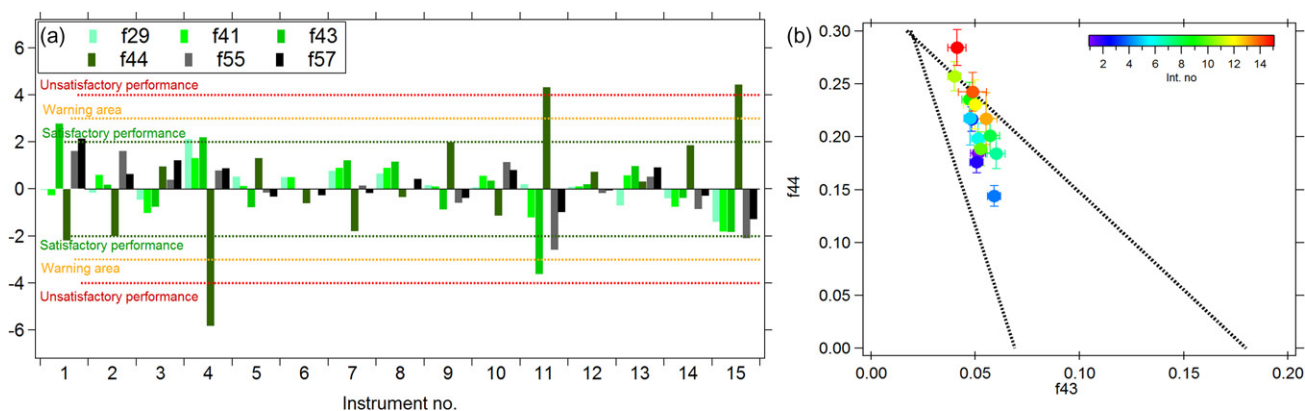 (a)
f29 f41 f43
f44 f55 f57
6
4
2
0
-2
-4
-6
Unsatisfactory performance
Warning area
Satisfactory performance
Satisfactory performance
Warning area
Unsatisfactory performance
1 2 3 4 5 6 7 8 9 10 11 12 13 14 15
Instrument no.
(b)
0.30
0.25
0.20
0.15
0.10
0.05
0.00
f44
2 4 6 8 10 12 14
Int. no
0.00 0.05 0.10 0.15 0.20
f43